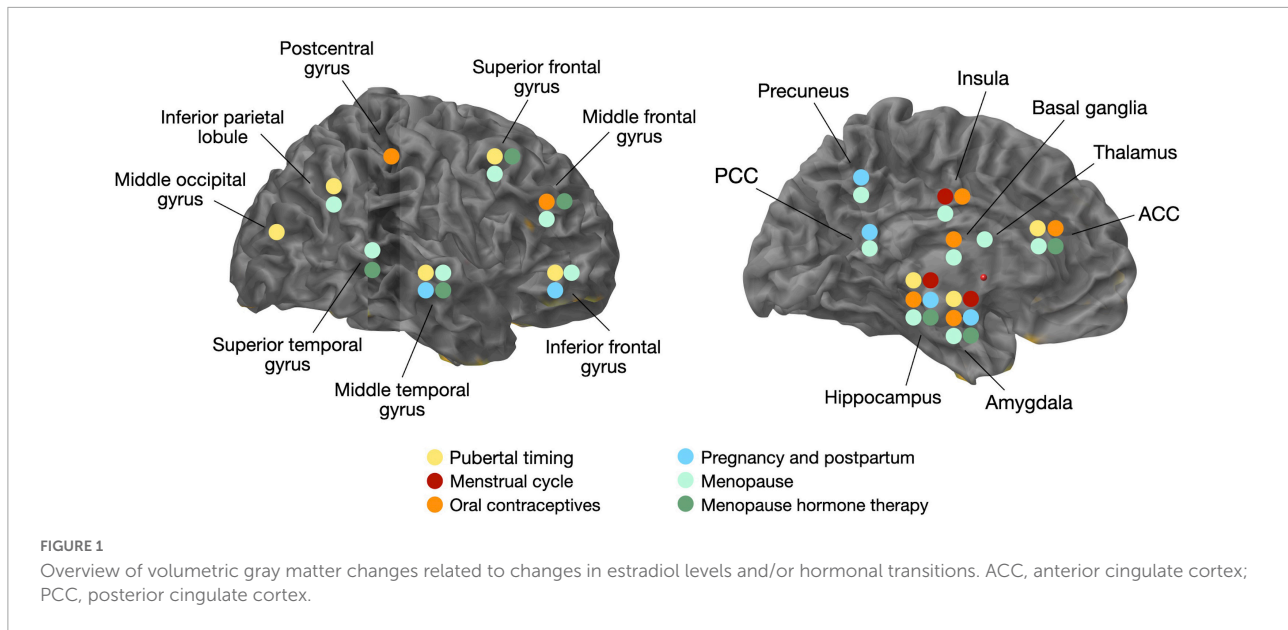 Postcentral
gyrus
Superior frontal
gyrus
Inferior parietal
lobule
Middle frontal
gyrus
Middle occipital
gyrus
Superior temporal
gyrus
Middle temporal
gyrus
Inferior frontal
gyrus
Precuneus
Insula
Basal ganglia
Thalamus
PCC
ACC
Hippocampus
Amygdala
Pubertal timing
Menstrual cycle
Oral contraceptives
Pregnancy and postpartum
Menopause
Menopause hormone therapy
FIGURE 1
Overview of volumetric gray matter changes related to changes in estradiol levels and/or hormonal transitions. ACC, anterior cingulate cortex;
PCC, posterior cingulate cortex.